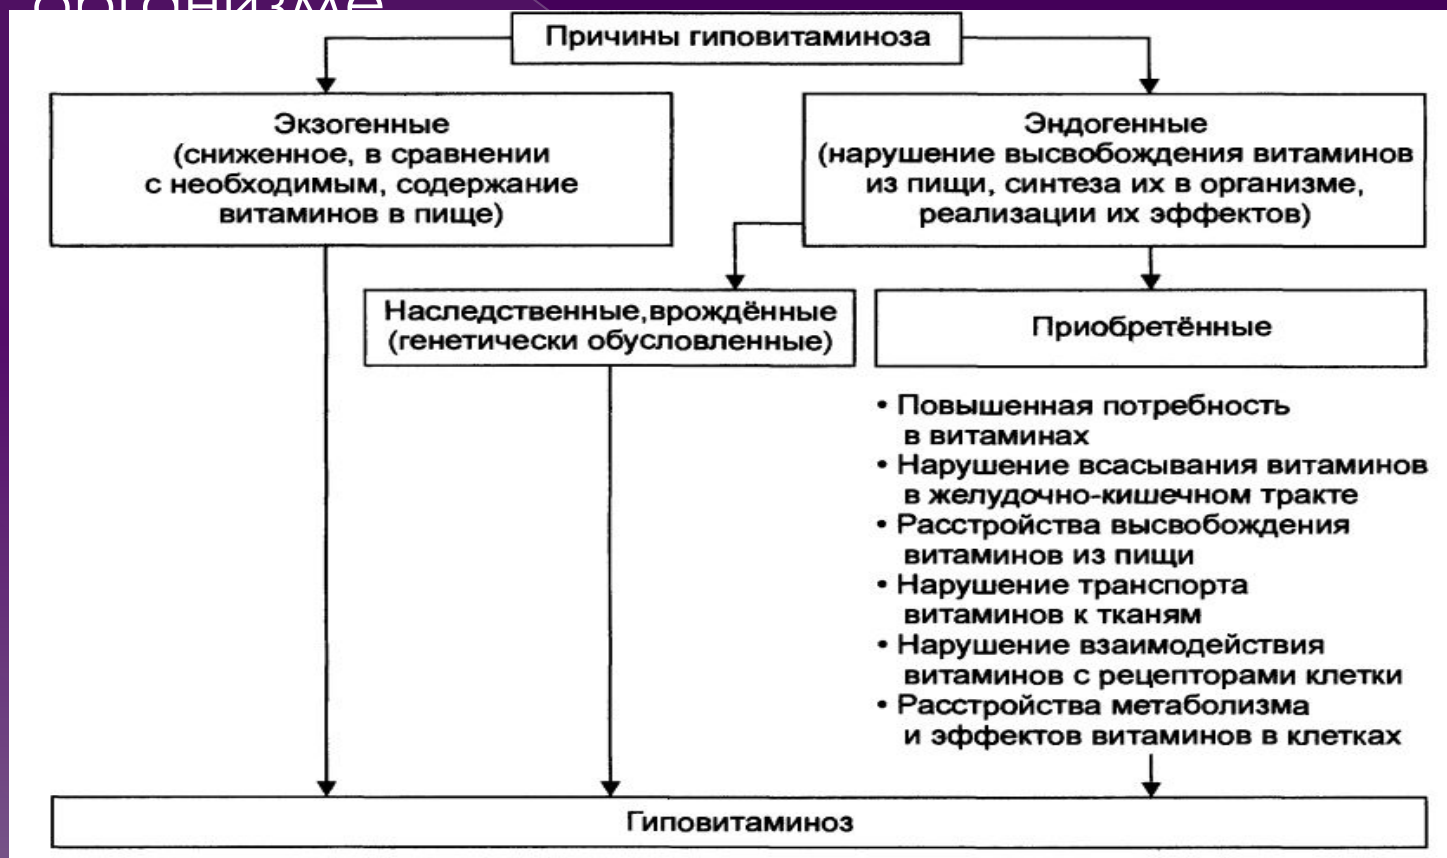 организме
Причины гиповитаминоза
Экзогенные
(сниженное, в сравнении
с необходимым, содержание
витаминов в пище)
Эндогенные
(нарушение высвобождения витаминов
из пищи, синтеза их в организме,
реализации их эффектов)
Наследственные,врождённые
(генетически обусловленные)
Приобретённые
• Повышенная потребность
в витаминах
• Нарушение всасывания витаминов
в желудочно-кишечном тракте
• Расстройства высвобождения
витаминов из пищи
• Нарушение транспорта
витаминов к тканям
• Нарушение взаимодействия
витаминов с рецепторами клетки
• Расстройства метаболизма
и эффектов витаминов в клетках
Гиповитаминоз